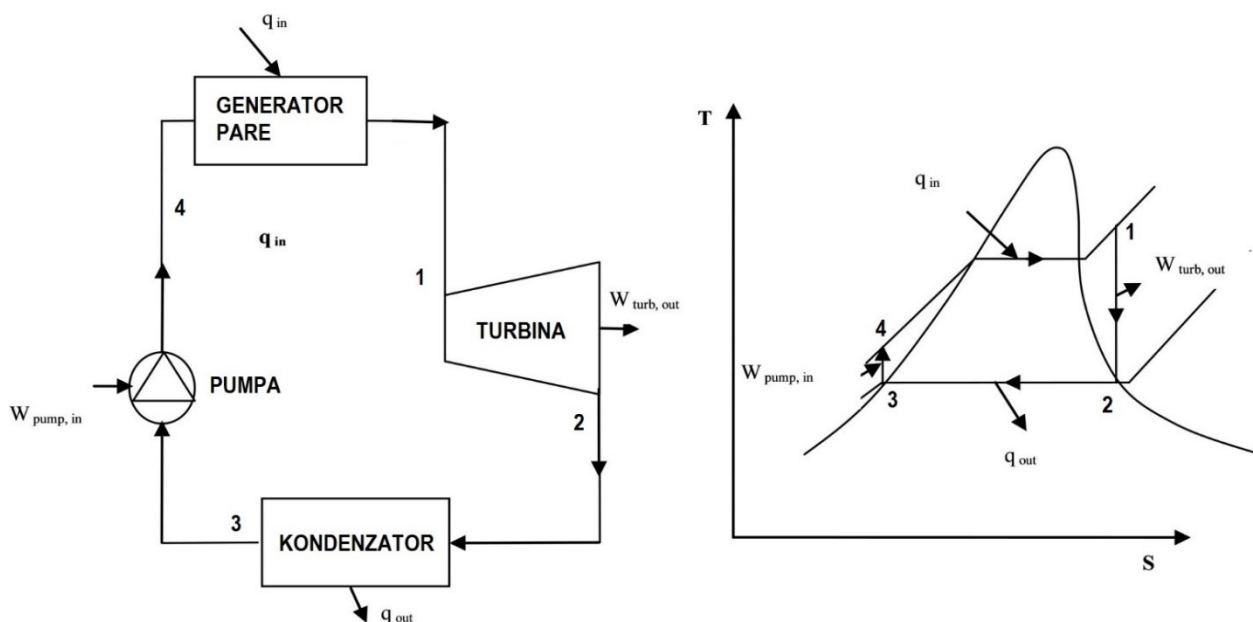 q in
GENERATOR
PARE
4
q in
1
W turb, out
TURBINA
PUMPA
W pump, in
2
3
KONDENZATOR
q out
T
q in
1
W turb, out
4
W pump, in
3
2
q out
S